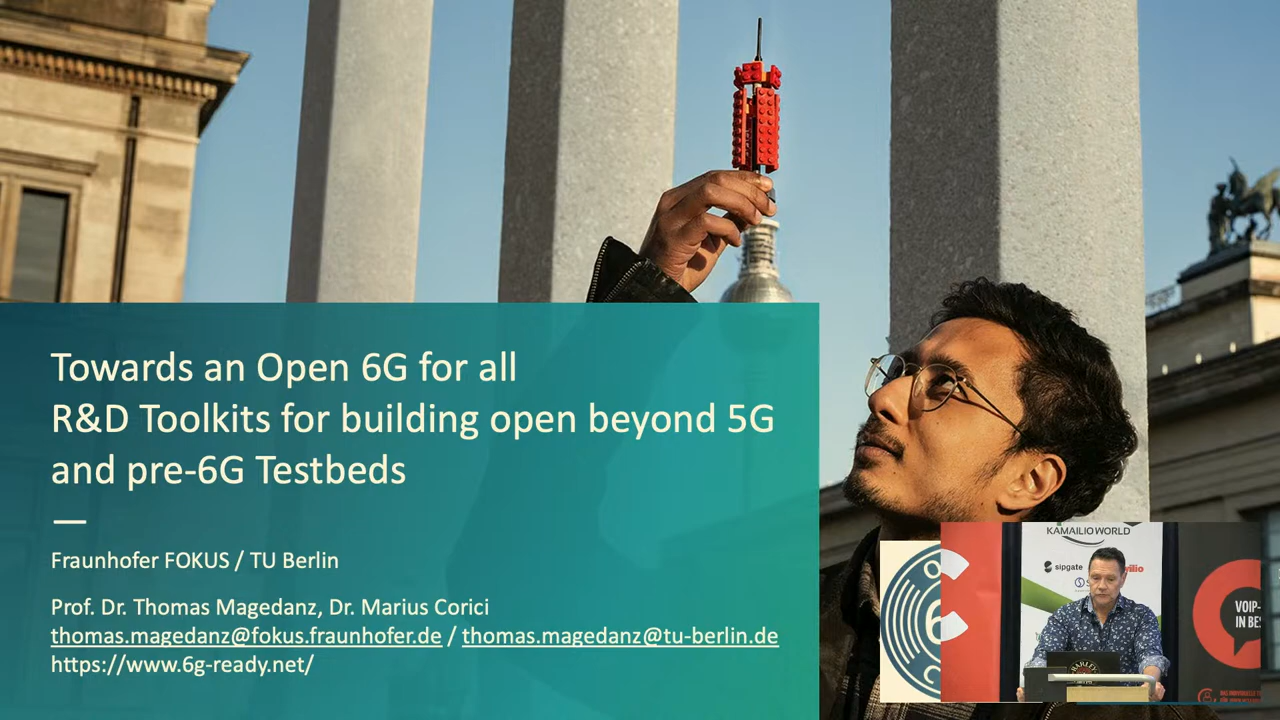 Towards an Open 6G for all
R&D Toolkits for building open beyond 5G
and pre-6G Testbeds
Fraunhofer FOKUS / TU Berlin
Prof. Dr. Thomas Magedanz, Dr. Marius Corici
thomas.magedanz@fokus.fraunhofer.de / thomas.magedanz@tu-berlin.de
https://www.6g-ready.net/
KAMAILIO WORLD
sipgate
6
VOIP-
IN BES